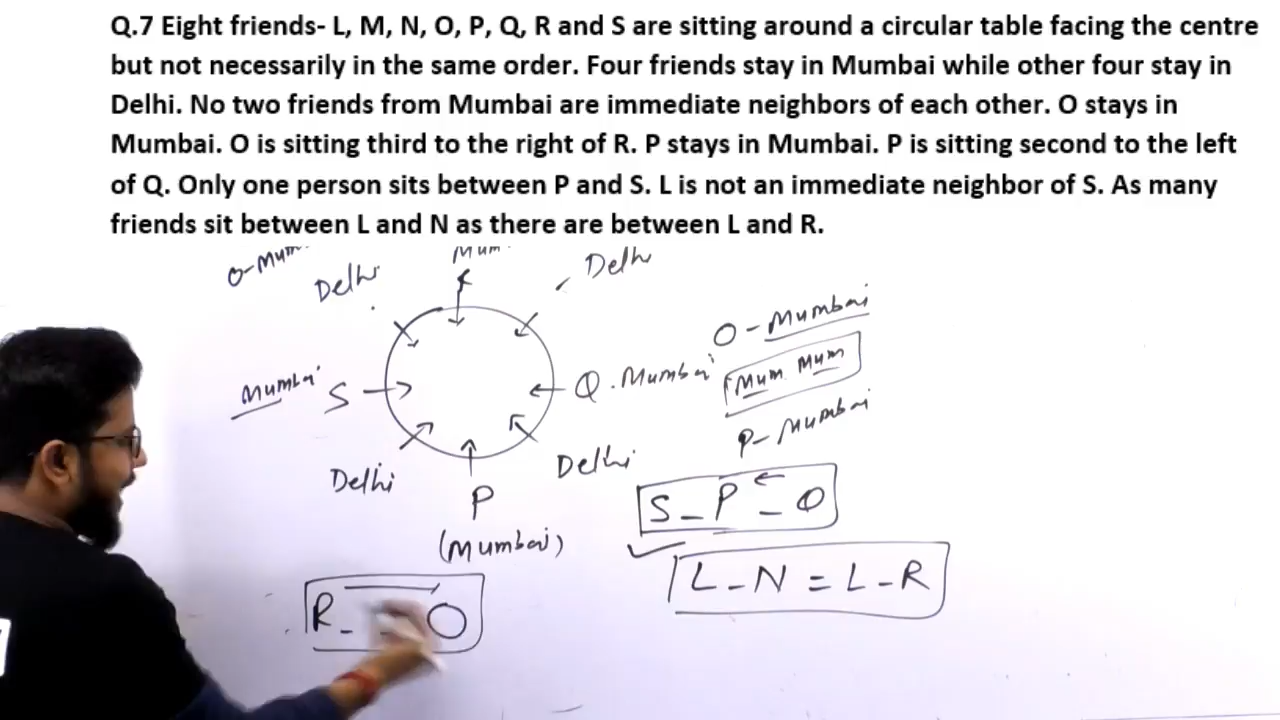 Q.7 Eight friends- L, M, N, O, P, Q, R and S are sitting around a circular table facing the centre
but not necessarily in the same order. Four friends stay in Mumbai while other four stay in
Delhi. No two friends from Mumbai are immediate neighbors of each other. O stays in
Mumbai. O is sitting third to the right of R. P stays in Mumbai. P is sitting second to the left
of Q. Only one person sits between P and S. L is not an immediate neighbor of S. As many
friends sit between L and N as there are between L and R.
O-Mum
Delhi
Mum
Delhi
O - Mumbai
Mum Mum
Mumbai S
Q. Mumbai
P- Mumbai
Delhi
Delhi
P
(Mumbai)
S _ P _ Q
L - N = L - R
R _ _ O